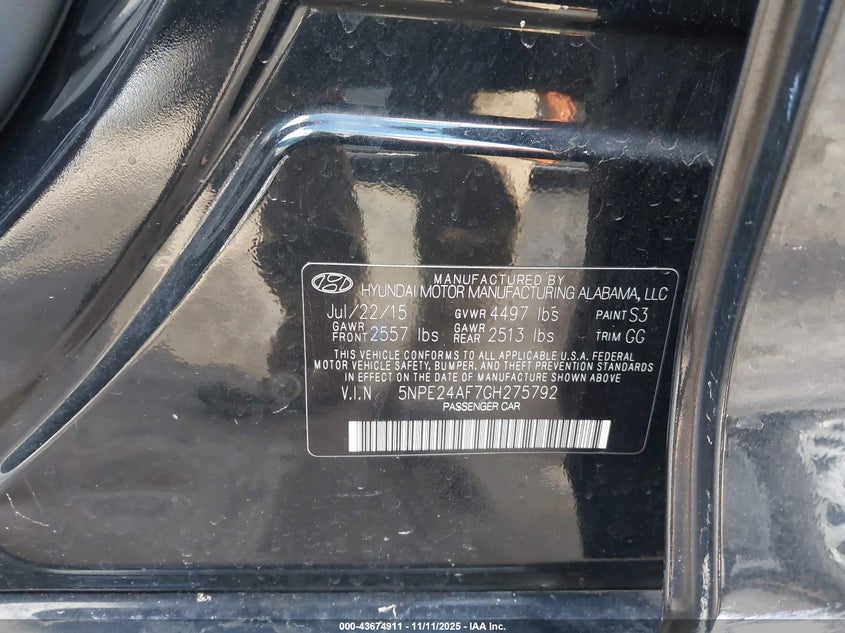 MANUFACTURED BY
HYUNDAI MOTOR MANUFACTURING ALABAMA, LLC
Jul/22/15 GVWR 4497 lbs PAINT S3
GAWR FRONT 2557 lbs GAWR REAR 2513 lbs TRIM GG
THIS VEHICLE CONFORMS TO ALL APPLICABLE U.S.A. FEDERAL
MOTOR VEHICLE SAFETY, BUMPER, AND THEFT PREVENTION STANDARDS
IN EFFECT ON THE DATE OF MANUFACTURE SHOWN ABOVE
V.I.N 5NPE24AF7GH275792
PASSENGER CAR
000-43674911 - 11/11/2025 - IAA Inc.